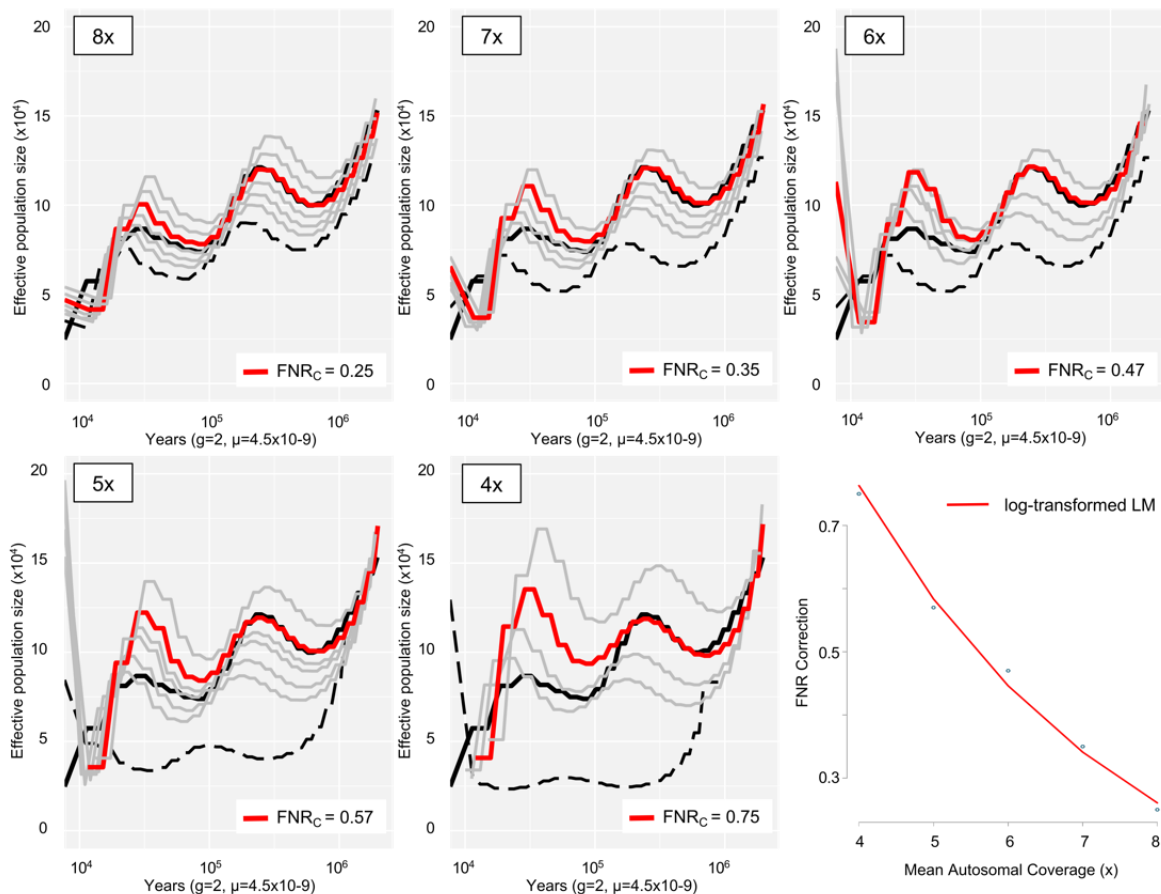 8x
Effective population size (x10⁴)
20
15
10
5
0
FNR_C = 0.25
10⁴ 10⁵ 10⁶
Years (g=2, μ=4.5x10-9)
7x
Effective population size (x10⁴)
20
15
10
5
0
FNR_C = 0.35
10⁴ 10⁵ 10⁶
Years (g=2, μ=4.5x10-9)
6x
Effective population size (x10⁴)
20
15
10
5
0
FNR_C = 0.47
10⁴ 10⁵ 10⁶
Years (g=2, μ=4.5x10-9)
5x
Effective population size (x10⁴)
20
15
10
5
0
FNR_C = 0.57
10⁴ 10⁵ 10⁶
Years (g=2, μ=4.5x10-9)
4x
Effective population size (x10⁴)
20
15
10
5
0
FNR_C = 0.75
10⁴ 10⁵ 10⁶
Years (g=2, μ=4.5x10-9)
log-transformed LM
FNR Correction
0.7
0.5
0.3
4 5 6 7 8
Mean Autosomal Coverage (x)